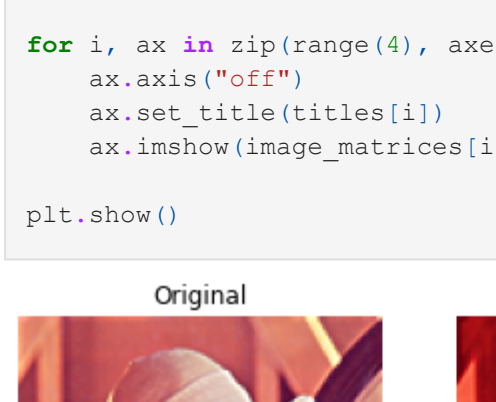 for i, ax in zip(range(4), axe
    ax.axis("off")
    ax.set_title(titles[i])
    ax.imshow(image_matrices[i
plt.show()
Original